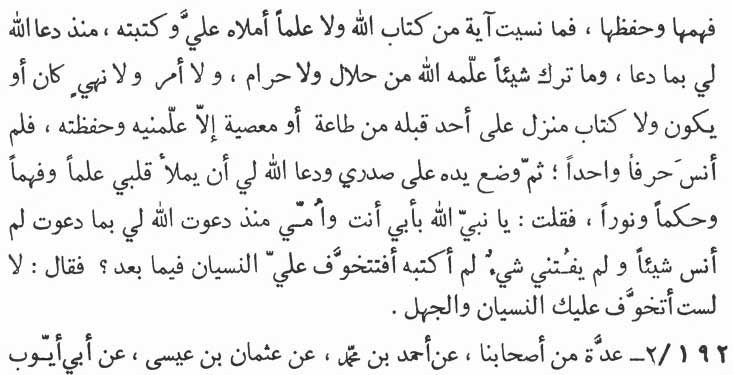 فهمها وحفظها ، فما نسيت آية من كتاب الله ولا علماً أملاه عليَّ وكتبته ، منذ دعا الله
لي بما دعا ، وما ترك شيئاً علّمه الله من حلال ولا حرام ، ولا أمر ولا نهي كان أو
يكون ولا كتاب منزل على أحد قبله من طاعة أو معصية إلاّ علّمنيه وحفظته ، فلم
أنسَ حرفاً واحداً ؛ ثمّ وضع يده على صدري ودعا الله لي أن يملأ قلبي علماً وفهماً
وحكماً ونوراً ، فقلت : يا نبيّ الله بأبي أنت وأُمّي منذ دعوت الله لي بما دعوت لم
أنس شيئاً و لم يفُتني شيءٌ لم أكتبه أفتتخوَّف عليّ النسيان فيما بعد ؟ فقال : لا
لست أتخوَّف عليك النسيان والجهل .
١٩٢/٢ـ عدَّة من أصحابنا ، عن أحمد بن محمّد ، عن عثمان بن عيسى ، عن أبي أيّوب